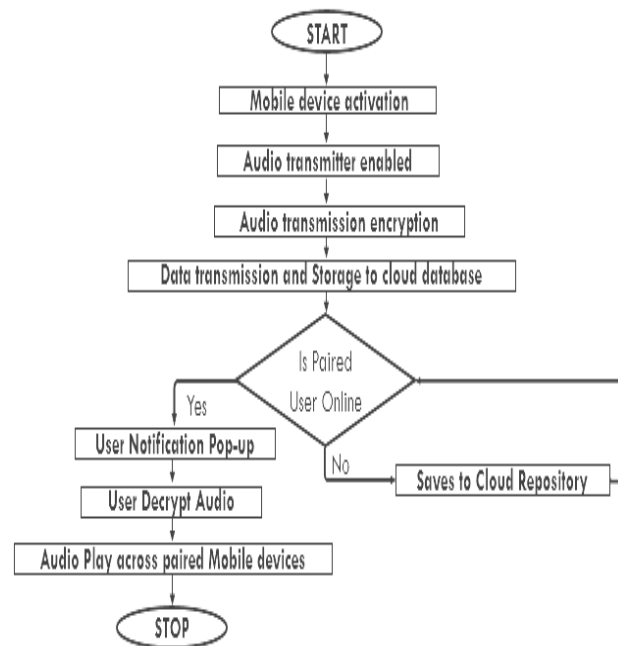 START
Mobile device activation
Audio transmitter enabled
Audio transmission encryption
Data transmission and Storage to cloud database
Is Paired
User Online
Yes
User Notification Pop-up
No
Saves to Cloud Repository
User Decrypt Audio
Audio Play across paired Mobile devices
STOP